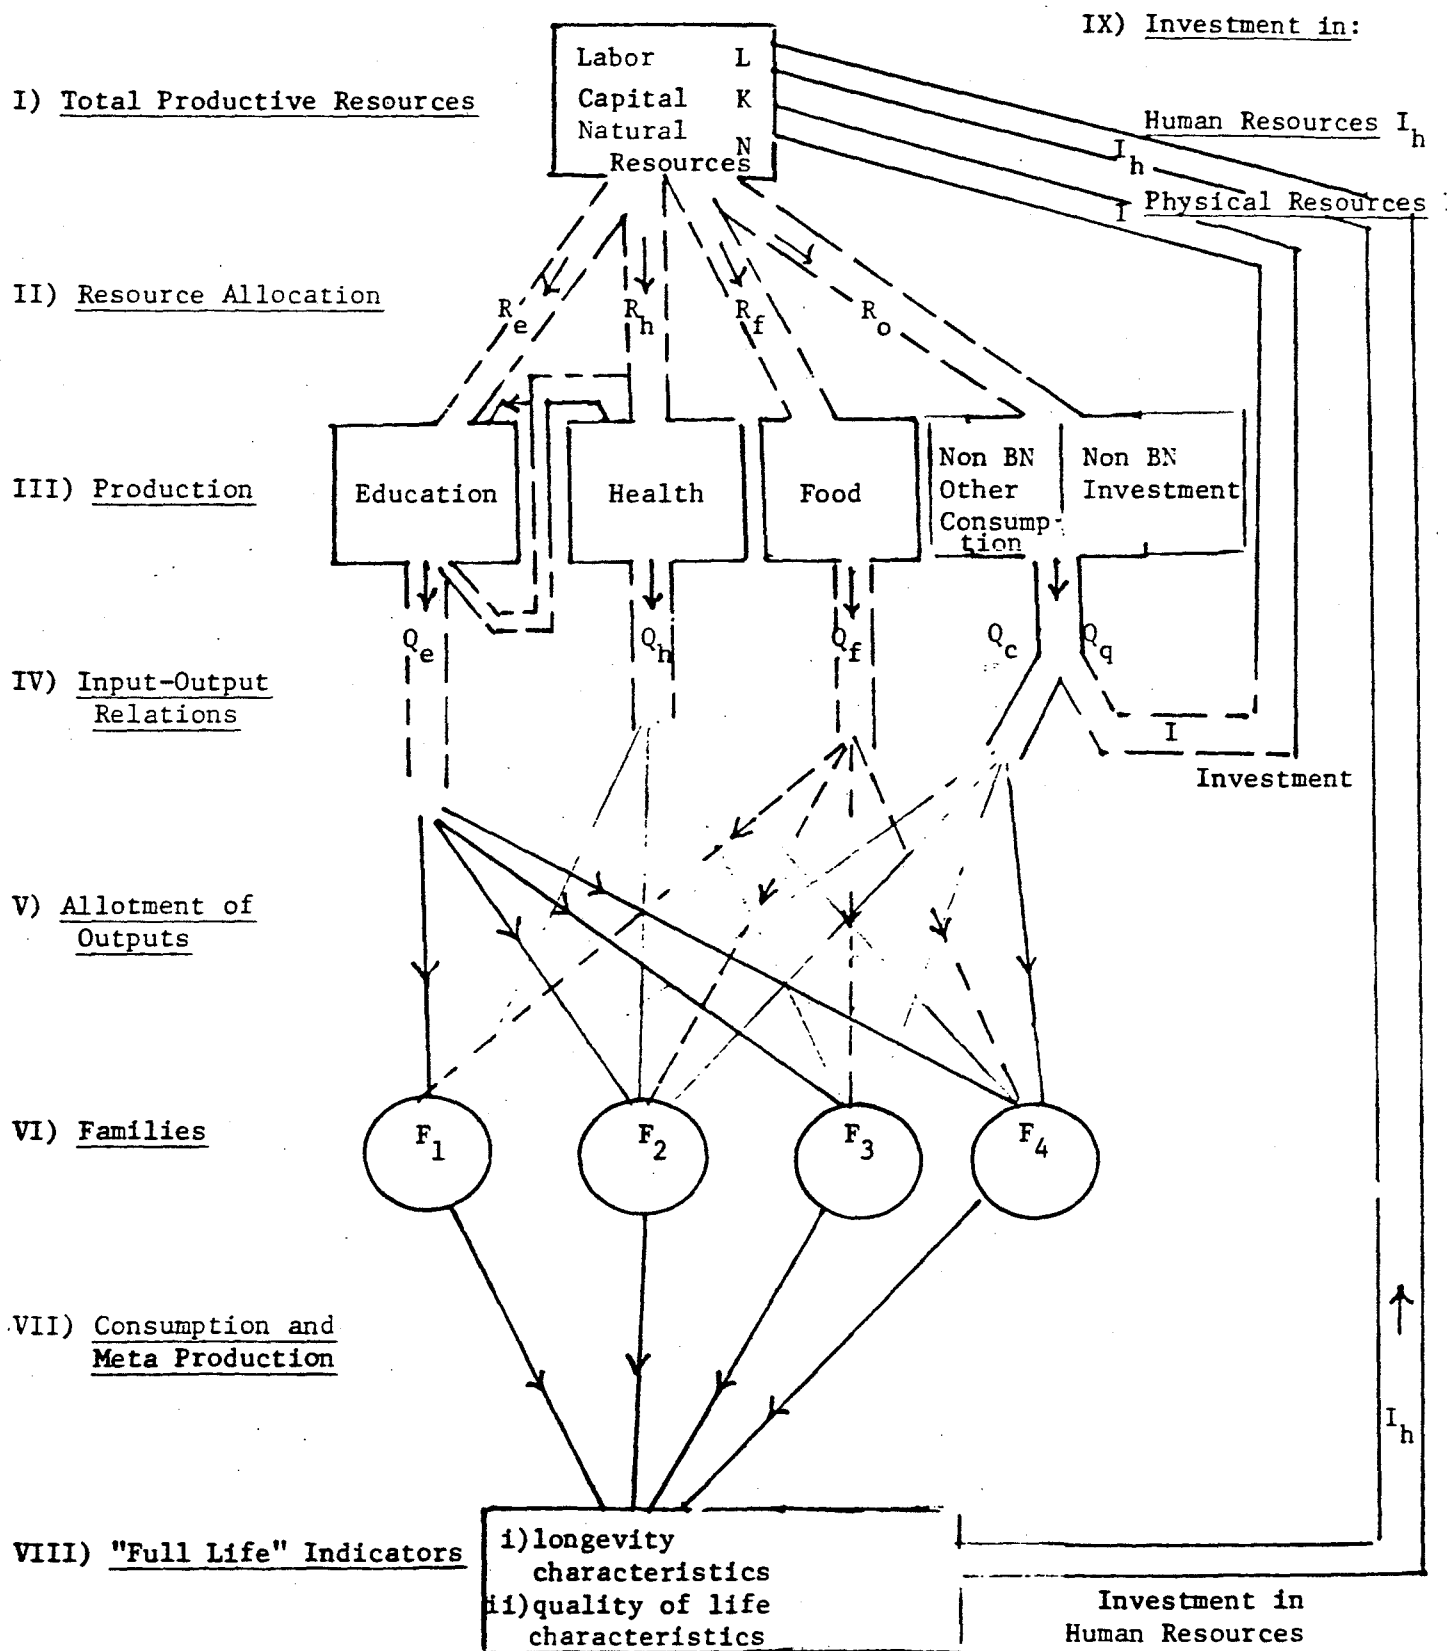 IX) Investment in:
Labor L
I) Total Productive Resources
Capital K
Natural N
Resources
Human Resources I_h
I_h
Physical Resources I
I
II) Resource Allocation
R_e R_h R_f R_o
III) Production
Education
Health
Food
Non BN
Other
Consump-
tion
Non BN
Investment
Q_e Q_h Q_f Q_c Q_q
IV) Input-Output
Relations
I
Investment
V) Allotment of
Outputs
VI) Families
F_1 F_2 F_3 F_4
VII) Consumption and
Meta Production
I_h
VIII) "Full Life" Indicators
i)longevity
characteristics
ii)quality of life
characteristics
Investment in
Human Resources